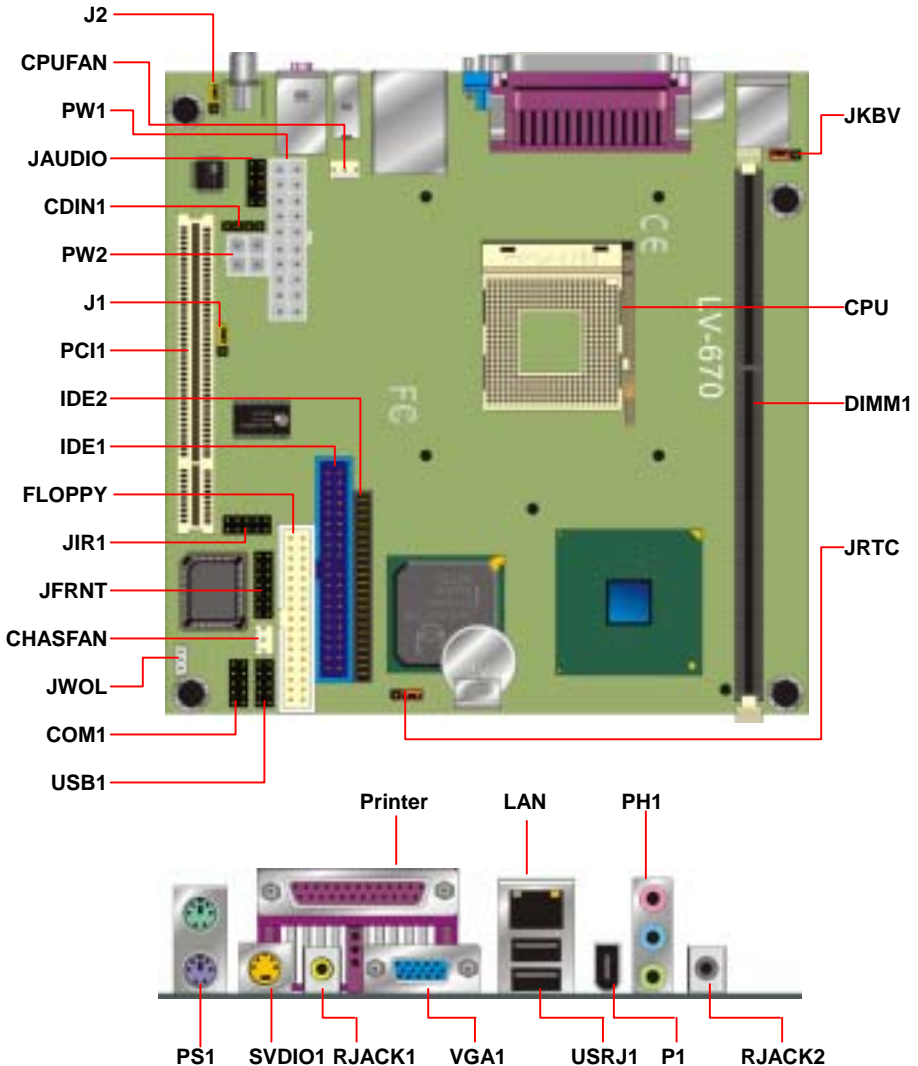 J2
CPUFAN
PW1
JAUDIO
CDIN1
PW2
J1
PCI1
IDE2
IDE1
FLOPPY
JIR1
JFRNT
CHASFAN
JWOL
COM1
USB1
JKBV
CPU
DIMM1
JRTC
CE
LV-670
FC
Printer
LAN
PH1
PS1
SVDIO1
RJACK1
VGA1
USRJ1
P1
RJACK2